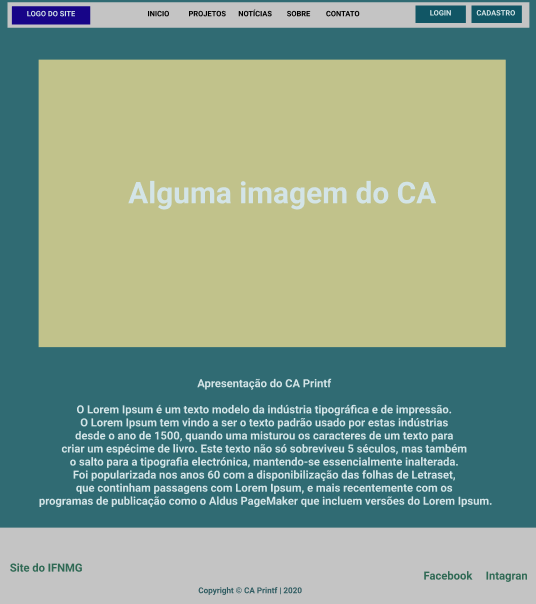 LOGO DO SITE INICIO PROJETOS NOTÍCIAS SOBRE CONTATO LOGIN CADASTRO
Alguma imagem do CA
Apresentação do CA Printf
O Lorem Ipsum é um texto modelo da indústria tipográfica e de impressão.
O Lorem Ipsum tem vindo a ser o texto padrão usado por estas indústrias
desde o ano de 1500, quando uma misturou os caracteres de um texto para
criar um espécime de livro. Este texto não só sobreviveu 5 séculos, mas também
o salto para a tipografia electrónica, mantendo-se essencialmente inalterada.
Foi popularizada nos anos 60 com a disponibilização das folhas de Letraset,
que continham passagens com Lorem Ipsum, e mais recentemente com os
programas de publicação como o Aldus PageMaker que incluem versões do Lorem Ipsum.
Site do IFNMG
Facebook Intagran
Copyright © CA Printf | 2020